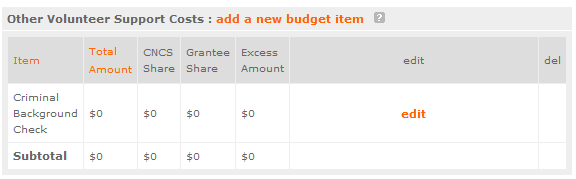 Other Volunteer Support Costs : add a new budget item ?
Item Total Amount CNCS Share Grantee Share Excess Amount edit del
Criminal Background Check $0 $0 $0 $0 edit
Subtotal $0 $0 $0 $0